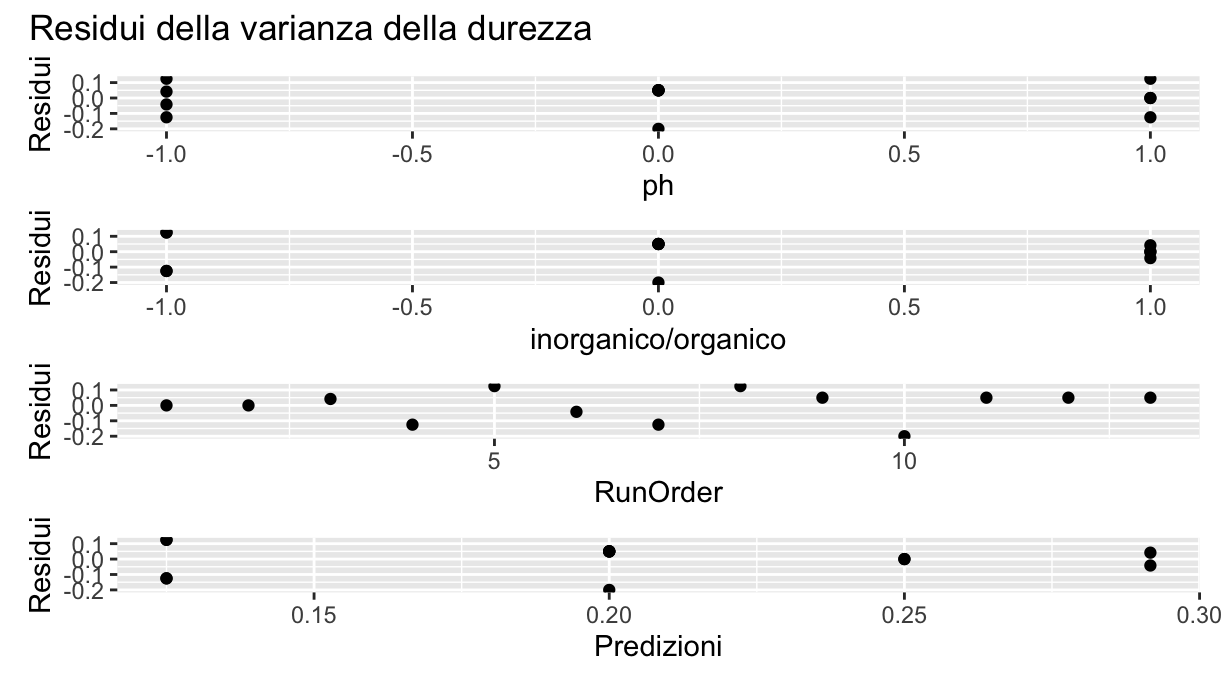 Residui della varianza della durezza
Residui
0.1
0.0
-0.1
-0.2
-1.0 -0.5 0.0 0.5 1.0
ph
Residui
0.1
0.0
-0.1
-0.2
-1.0 -0.5 0.0 0.5 1.0
inorganico/organico
Residui
0.1
0.0
-0.1
-0.2
5 10
RunOrder
Residui
0.1
0.0
-0.1
-0.2
0.15 0.20 0.25 0.30
Predizioni